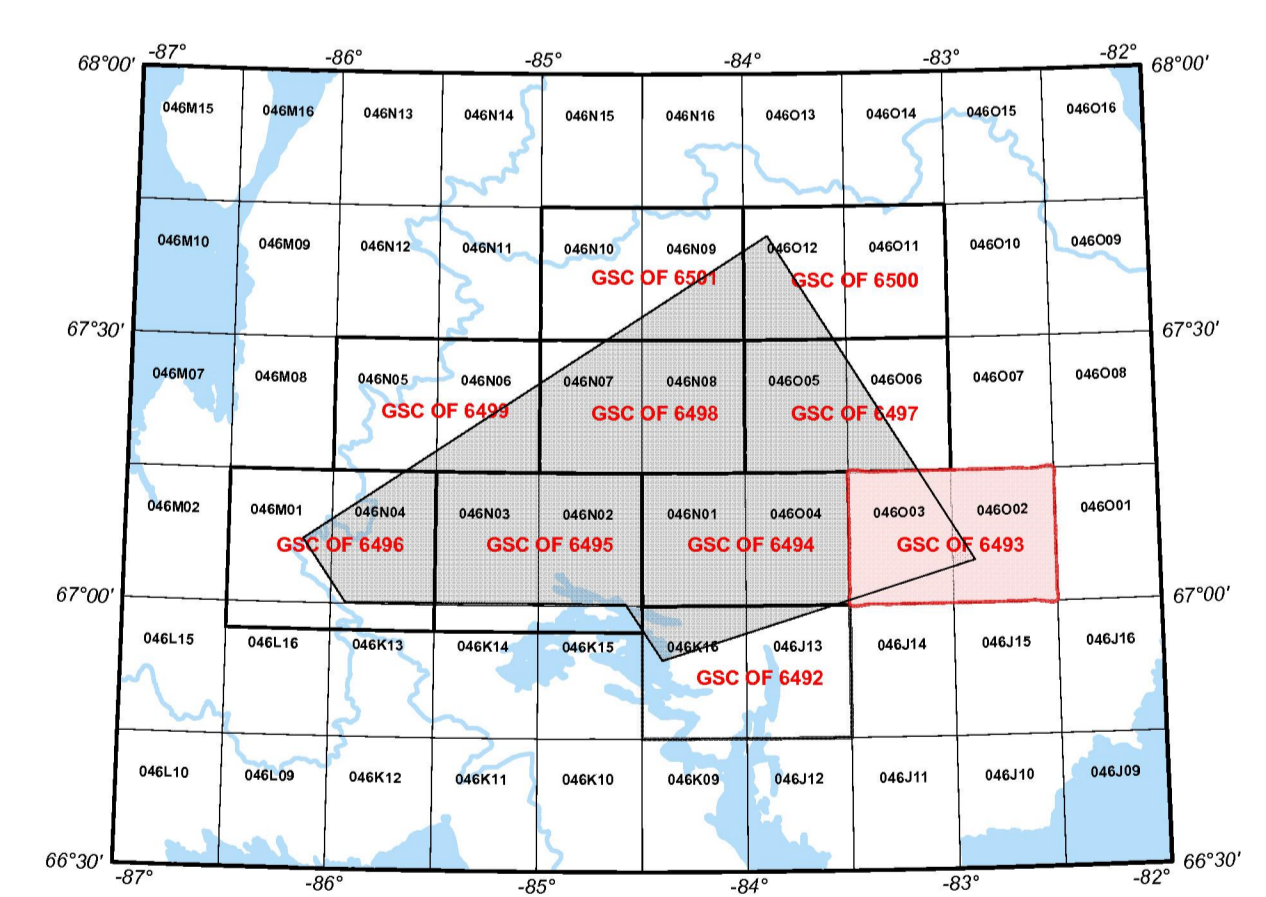 -87° -86° -85° -84° -83° -82°
68°00' 68°00'
046M15 046M16 046N13 046N14 046N15 046N16 046O13 046O14 046O15 046O16
046M10 046M09 046N12 046N11 046N10 046N09 046O12 046O11 046O10 046O09
GSC OF 6501 GSC OF 6500
67°30' 67°30'
046M07 046M08 046N05 046N06 046N07 046N08 046O05 046O06 046O07 046O08
GSC OF 6499 GSC OF 6498 GSC OF 6497
046M02 046M01 046N04 046N03 046N02 046N01 046O04 046O03 046O02 046O01
GSC OF 6496 GSC OF 6495 GSC OF 6494 GSC OF 6493
67°00' 67°00'
046L15 046L16 046K13 046K14 046K15 046K16 046J13 046J14 046J15 046J16
GSC OF 6492
046L10 046L09 046K12 046K11 046K10 046K09 046J12 046J11 046J10 046J09
66°30' 66°30'
-87° -86° -85° -84° -83° -82°